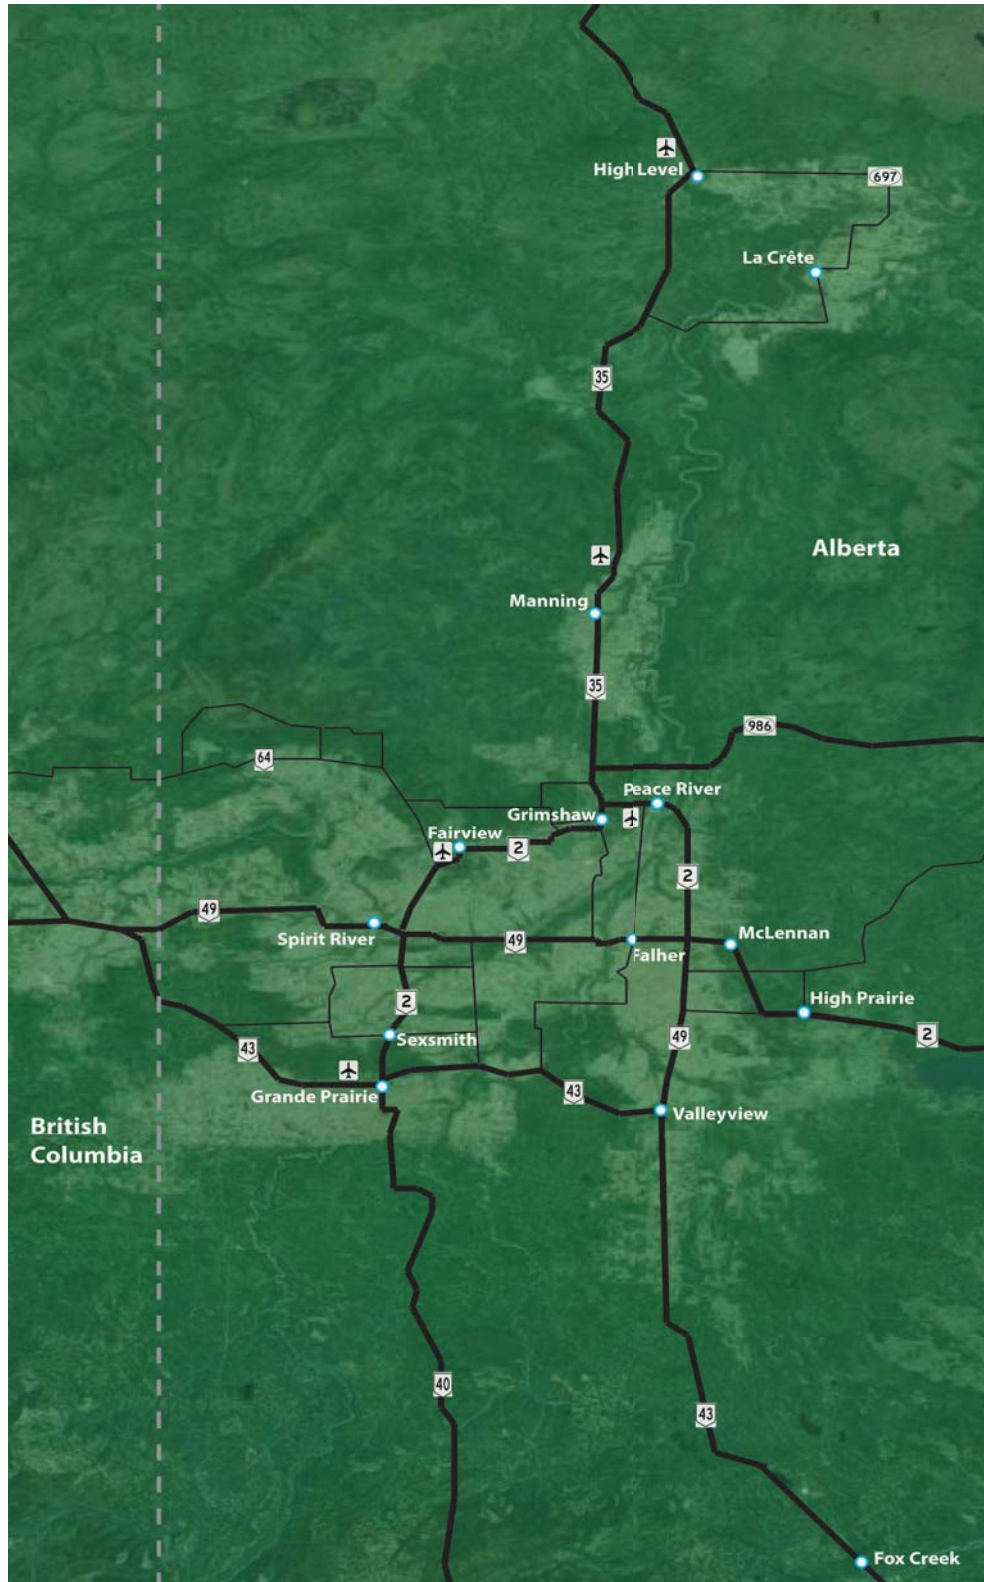 High Level
697
La Crête
35
Alberta
Manning
35
986
64
Peace River
Grimshaw
Fairview
2
2
49
Spirit River
49
McLennan
Falher
High Prairie
2
2
49
Sexsmith
43
Grande Prairie
43
Valleyview
British
Columbia
40
43
Fox Creek